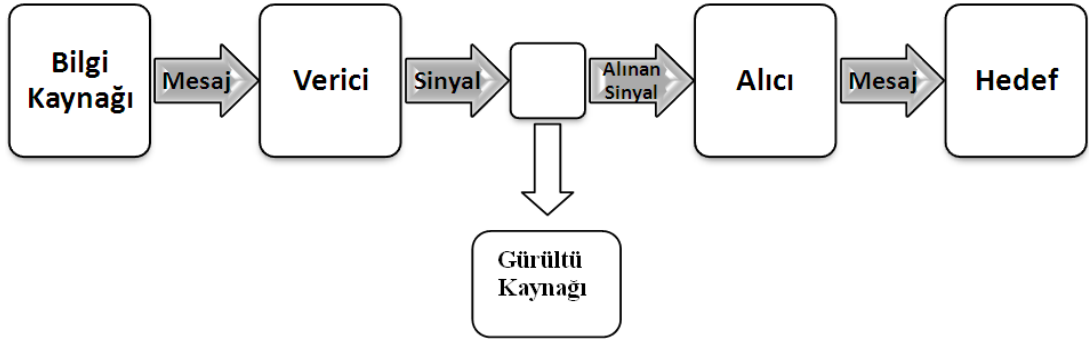 Bilgi
Kaynağı
Mesaj
Verici
Sinyal
Alınan
Sinyal
Alıcı
Mesaj
Hedef
Gürültü
Kaynağı